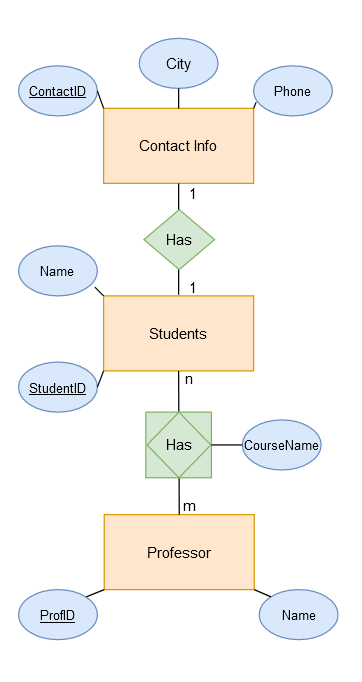 City
ContactID
Phone
Contact Info
1
Has
1
Name
Students
StudentID
n
Has
CourseName
m
Professor
ProfID
Name